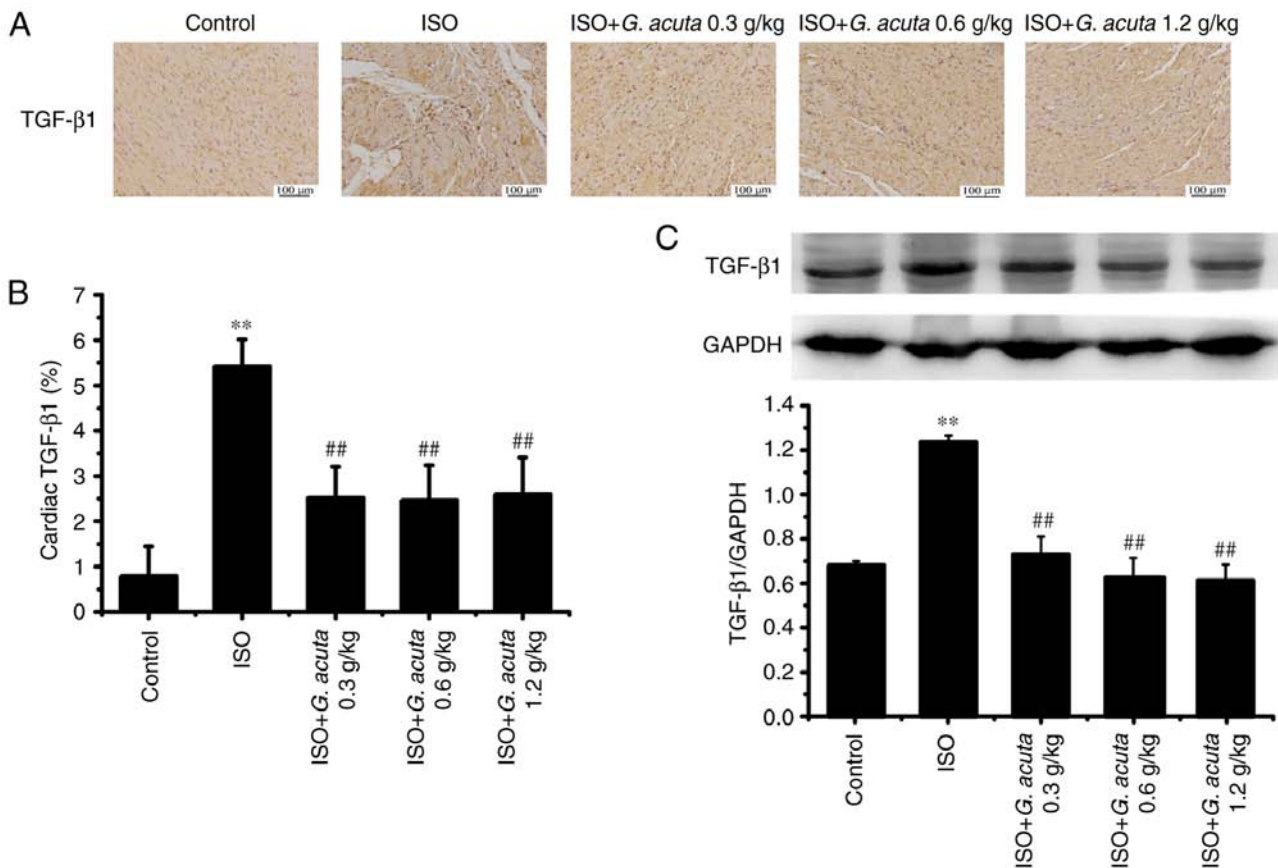 A
Control
ISO
ISO+G. acuta 0.3 g/kg
ISO+G. acuta 0.6 g/kg
ISO+G. acuta 1.2 g/kg
TGF-β1
100 μm
100 μm
100 μm
100 μm
100 μm
B
Cardiac TGF-β1 (%)
7
6
5
4
3
2
1
0
**
##
##
##
Control
ISO
ISO+G. acuta
0.3 g/kg
ISO+G. acuta
0.6 g/kg
ISO+G. acuta
1.2 g/kg
C
TGF-β1
GAPDH
TGF-β1/GAPDH
1.4
1.2
1.0
0.8
0.6
0.4
0.2
0.0
**
##
##
##
Control
ISO
ISO+G. acuta
0.3 g/kg
ISO+G. acuta
0.6 g/kg
ISO+G. acuta
1.2 g/kg